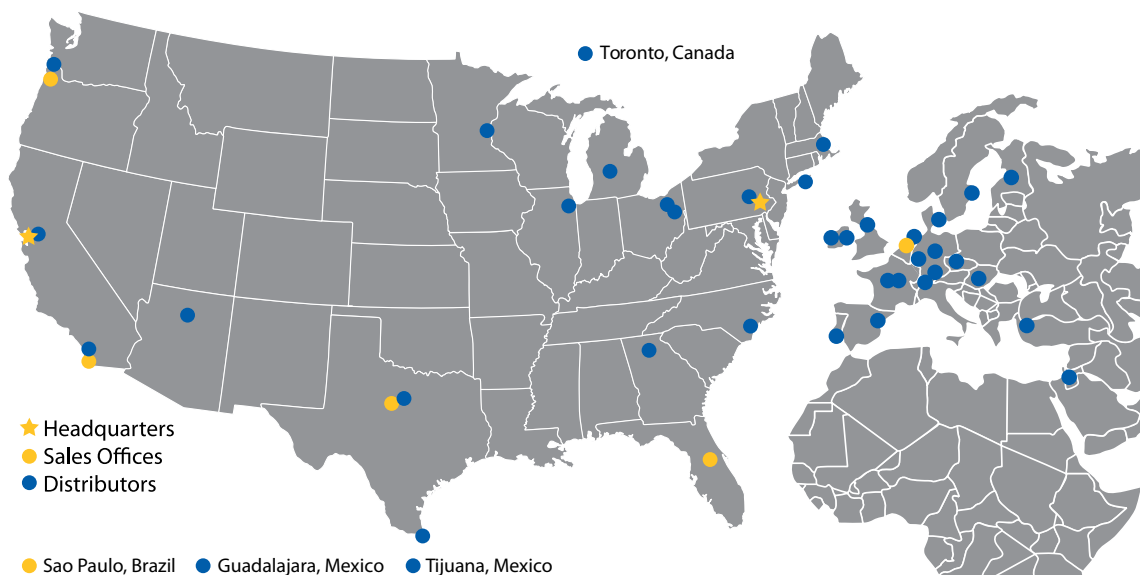 Toronto, Canada
Headquarters
Sales Offices
Distributors
Sao Paulo, Brazil Guadalajara, Mexico Tijuana, Mexico